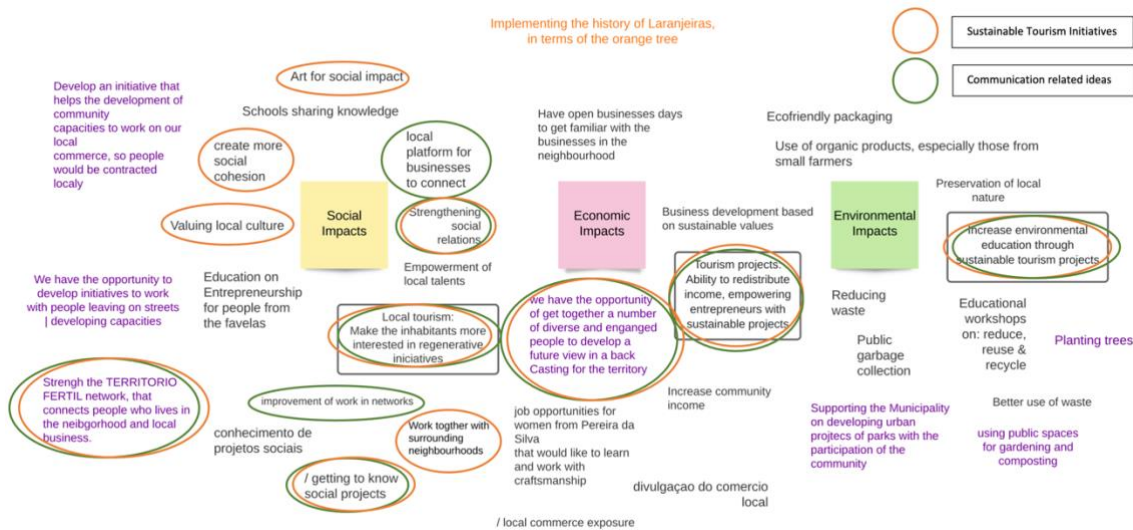 Implementing the history of Laranjeiras,
in terms of the orange tree
Sustainable Tourism Initiatives
Communication related ideas
Art for social impact
Develop an initiative that
helps the development of
community
capacities to work on our
local
commerce, so people
would be contracted
localy
Schools sharing knowledge
create more
social
cohesion
local
platform for
businesses
to connect
Valuing local culture
Social
Impacts
Strengthening
social
relations
Empowerment of
local talents
We have the opportunity to
develop initiatives to work
with people leaving on streets
| developing capacities
Education on
Entrepreneurship
for people from
the favelas
Local tourism:
Make the inhabitants more
interested in regenerative
iniciatives
Strengh the TERRITORIO
FERTIL network, that
connects people who lives in
the neibgorhood and local
business.
improvement of work in networks
conhecimento de
projetos sociais
Work togther with
surrounding
neighbourhoods
/ getting to know
social projects
Have open businesses days
to get familiar with the
businesses in the
neighbourhood
Economic
Impacts
Business development based
on sustainable values
Tourism projects:
Ability to redistribute
income, empowering
entrepreneurs with
sustainable projects
we have the opportunity
of get together a number
of diverse and enganged
people to develop a
future view in a back
Casting for the territory
Increase community
income
job opportunities for
women from Pereira da
Silva
that would like to learn
and work with
craftsmanship
divulgaçao do comercio
local
/ local commerce exposure
Ecofriendly packaging
Use of organic products, especially those from
small farmers
Environmental
Impacts
Preservation of local
nature
Increase environmental
education through
sustainable tourism projects
Reducing
waste
Public
garbage
collection
Educational
workshops
on: reduce,
reuse &
recycle
Planting trees
Better use of waste
Supporting the Municipality
on developing urban
projtecs of parks with the
participation of the
community
using public spaces
for gardening and
composting